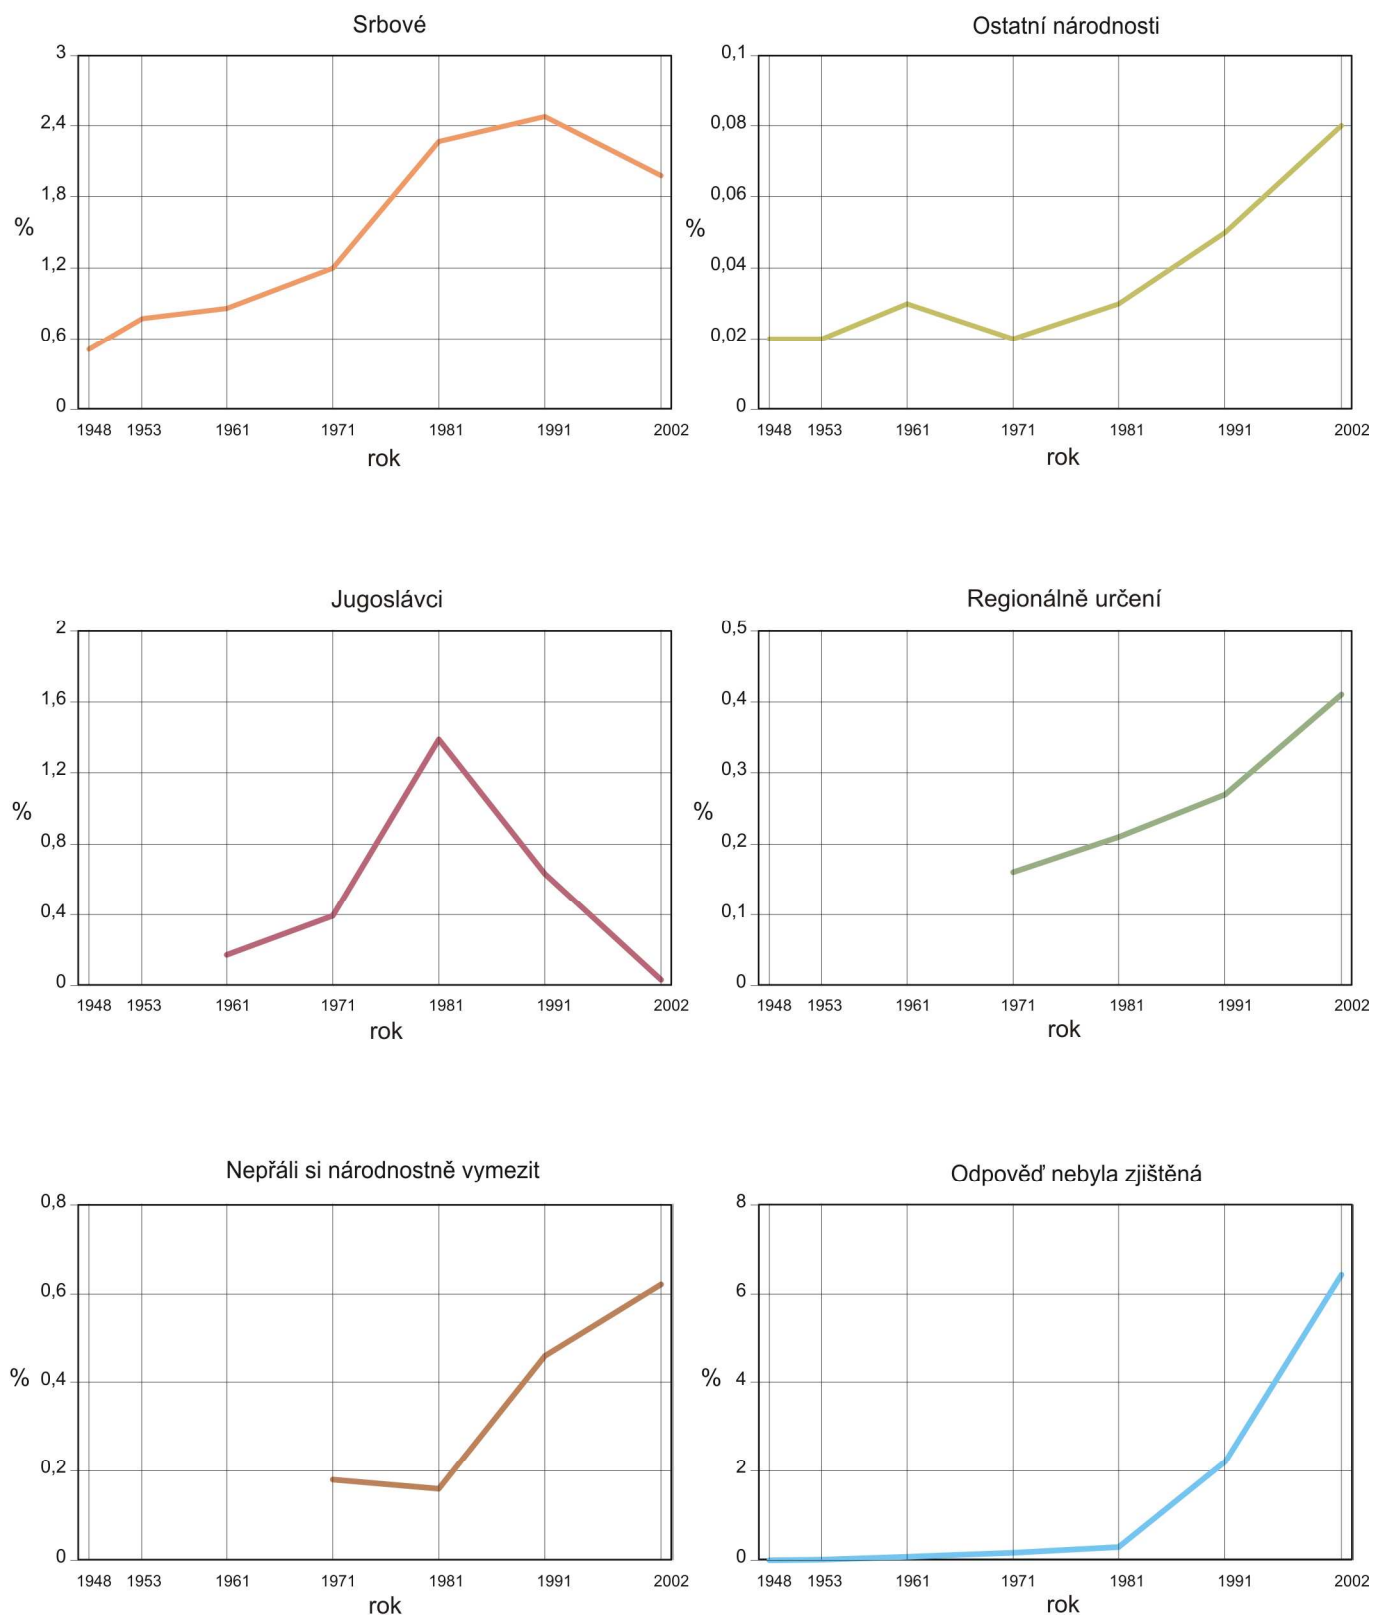 Srbové
3
2,4
1,8
%
1,2
0,6
0
1948 1953 1961 1971 1981 1991 2002
rok
Ostatní národnosti
0,1
0,08
0,06
%
0,04
0,02
0
1948 1953 1961 1971 1981 1991 2002
rok
Jugoslávci
2
1,6
1,2
%
0,8
0,4
0
1948 1953 1961 1971 1981 1991 2002
rok
Regionálně určení
0,5
0,4
0,3
%
0,2
0,1
0
1948 1953 1961 1971 1981 1991 2002
rok
Nepřáli si národnostně vymezit
0,8
0,6
% 0,4
0,2
0
1948 1953 1961 1971 1981 1991 2002
rok
Odpověď nebyla zjištěná
8
6
% 4
2
0
1948 1953 1961 1971 1981 1991 2002
rok